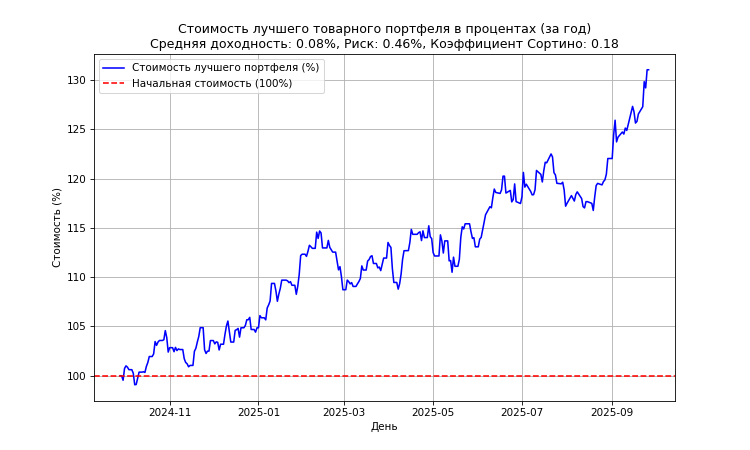 Стоимость лучшего товарного портфеля в процентах (за год)
Средняя доходность: 0.08%, Риск: 0.46%, Коэффициент Сортино: 0.18
Стоимость лучшего портфеля (%)
Начальная стоимость (100%)
Стоимость (%)
130
125
120
115
110
105
100
2024-11
2025-01
2025-03
2025-05
2025-07
2025-09
День